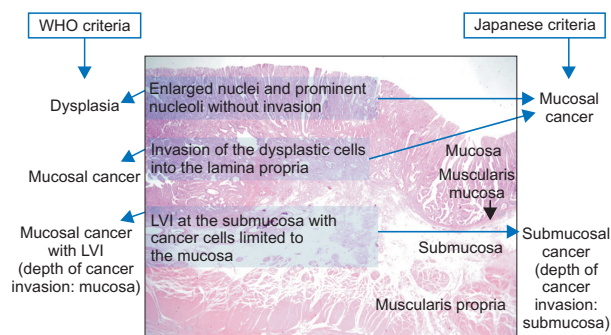 WHO criteria
Japanese criteria
Dysplasia
Enlarged nuclei and prominent
nucleoli without invasion
Mucosal
cancer
Mucosal cancer
Invasion of the dysplastic cells
into the lamina propria
Mucosa
Muscularis
mucosa
Mucosal cancer
with LVI
(depth of cancer
invasion: mucosa)
LVI at the submucosa with
cancer cells limited to
the mucosa
Submucosa
Submucosal
cancer
(depth of
cancer
invasion:
submucosa)
Muscularis propria